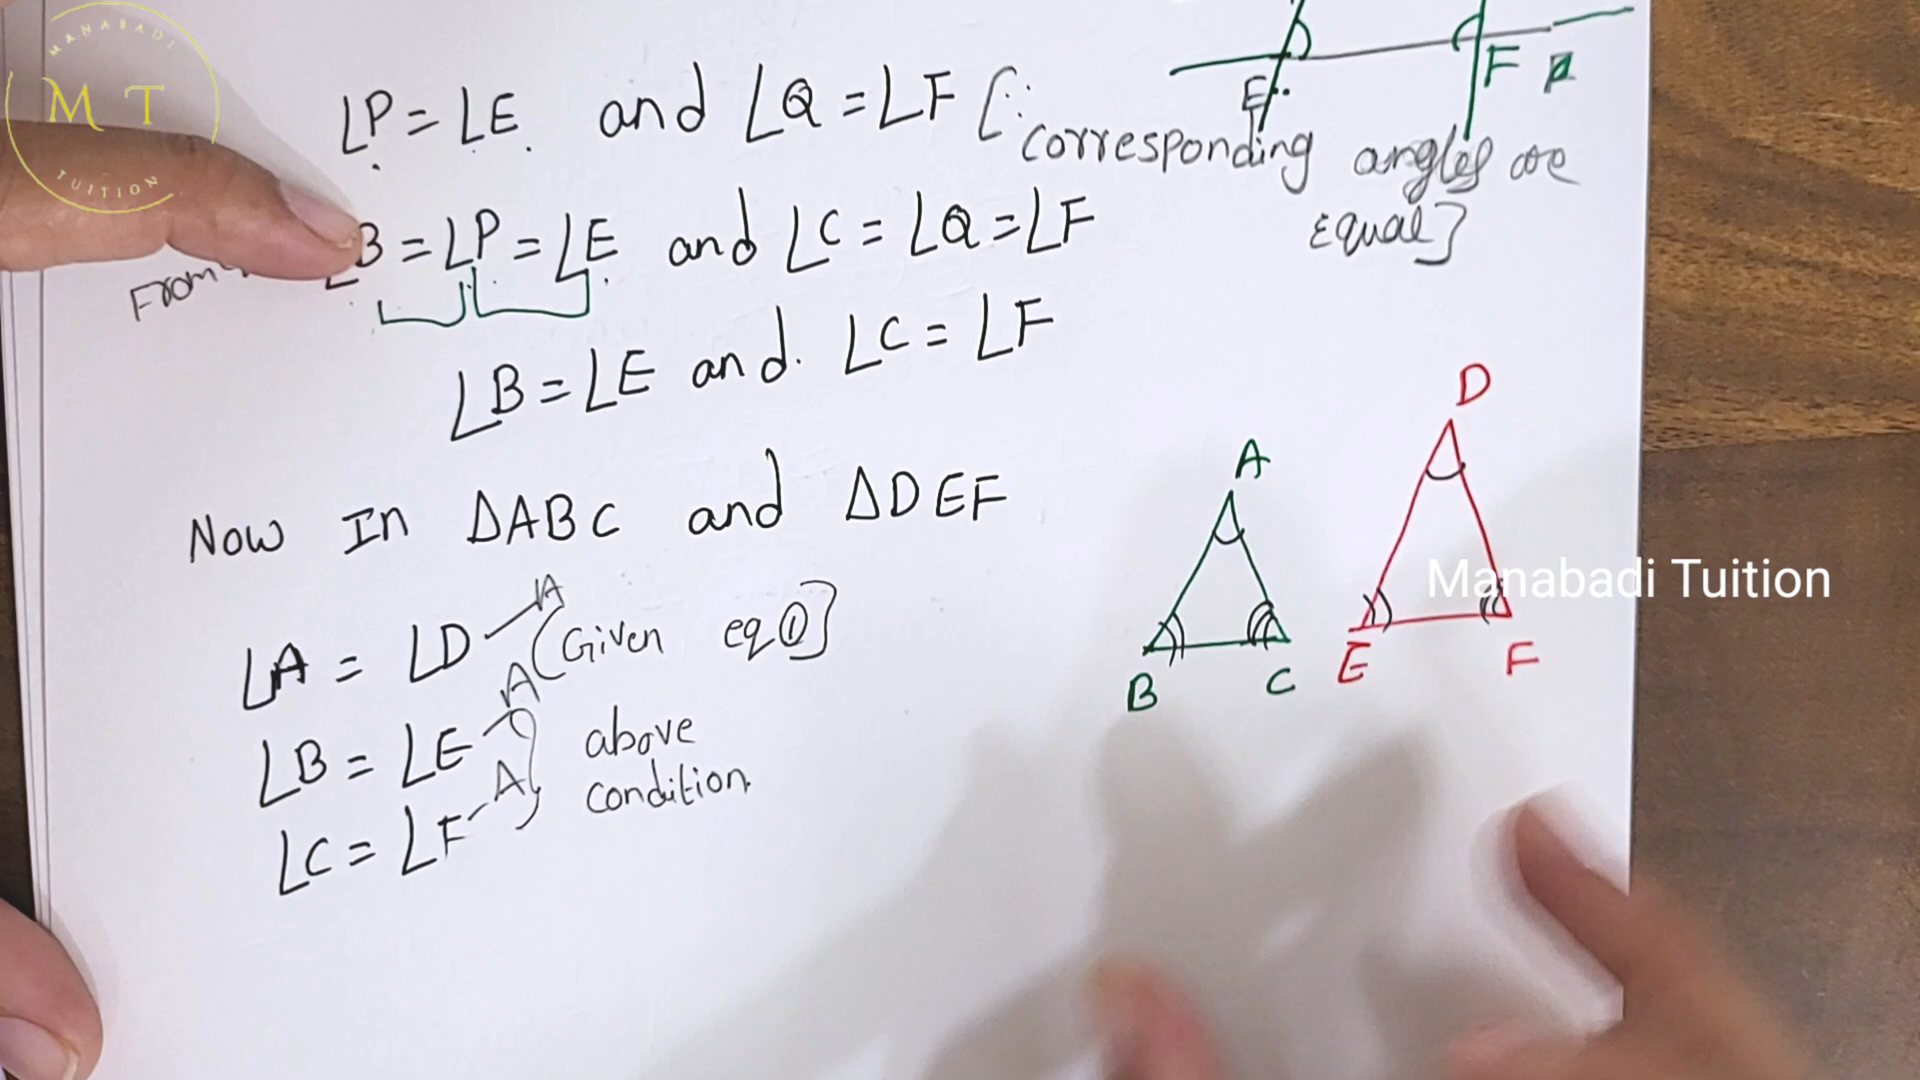 MANABADI
M T
TUITION
E F
∠P = ∠E and ∠Q = ∠F [∵
corresponding angles are
Equal]
From
∠B = ∠P = ∠E and ∠C = ∠Q = ∠F
∠B = ∠E and. ∠C = ∠F
Now In ΔABC and ΔDEF
∠A = ∠D A (Given eq①]
∠B = ∠E A above
∠C = ∠F A condition.
D
A
Manabadi Tuition
B C E F